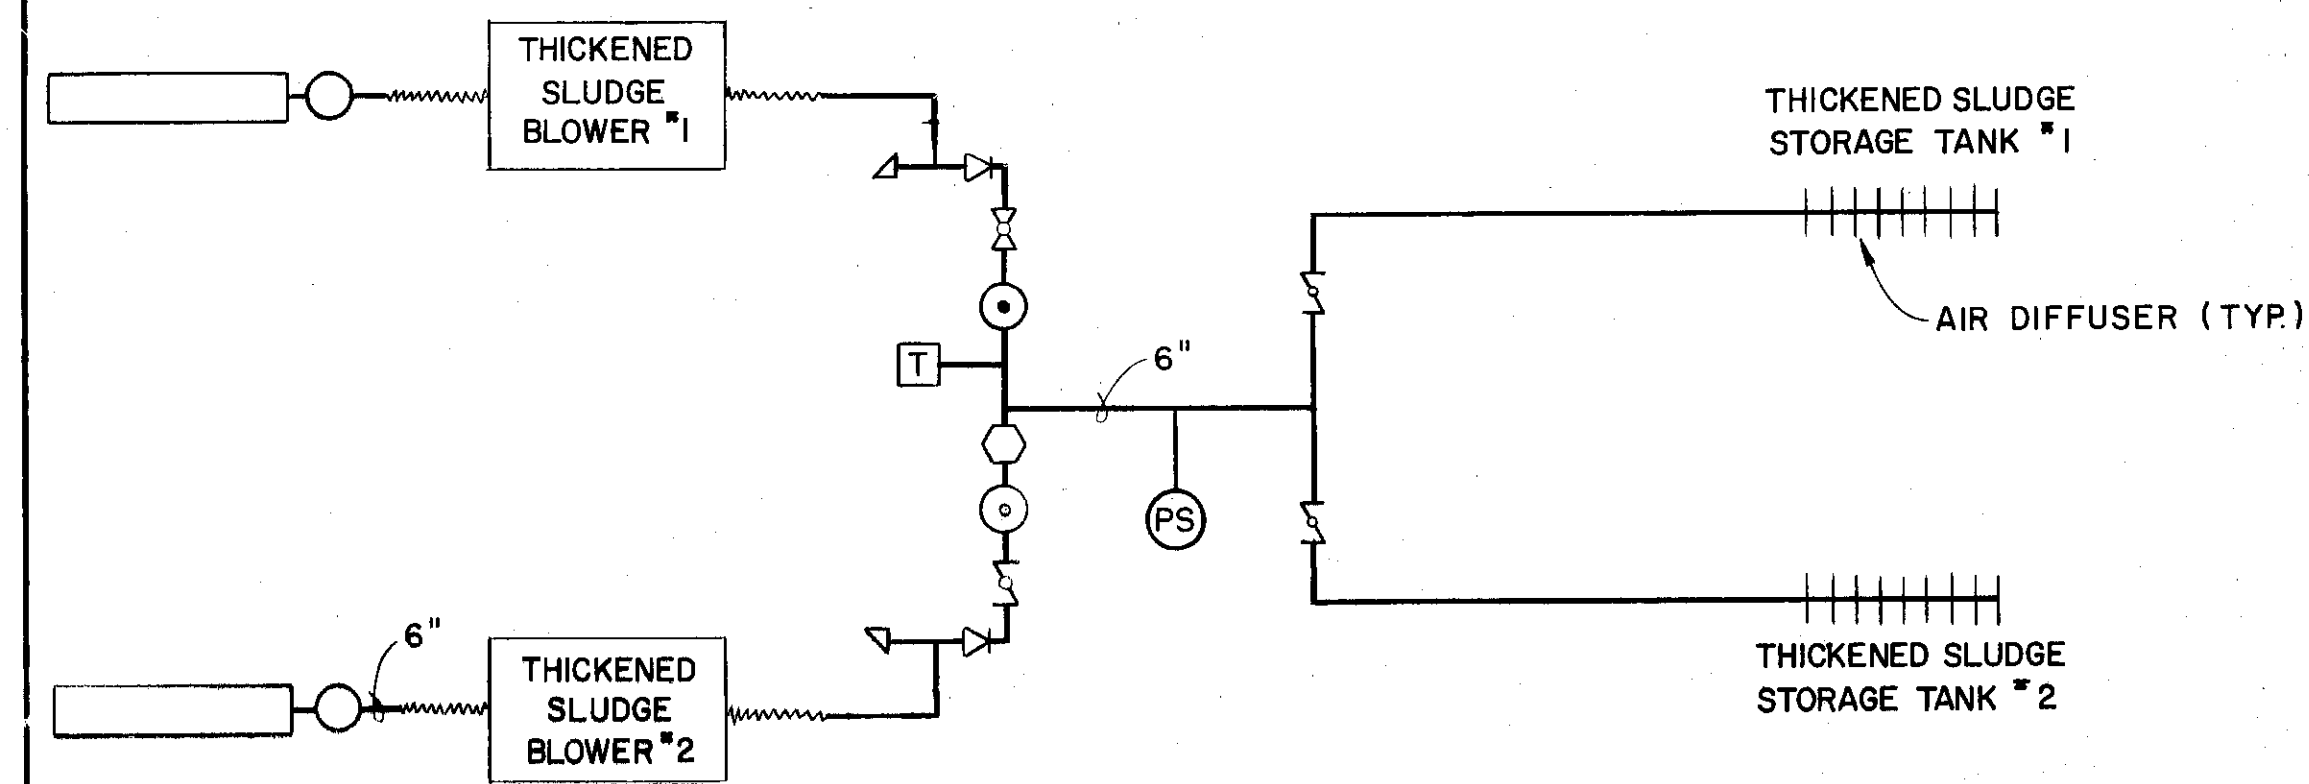 THICKENED
SLUDGE
BLOWER #1
THICKENED SLUDGE
STORAGE TANK #1
AIR DIFFUSER (TYP.)
T
6"
PS
6"
THICKENED
SLUDGE
BLOWER #2
THICKENED SLUDGE
STORAGE TANK #2